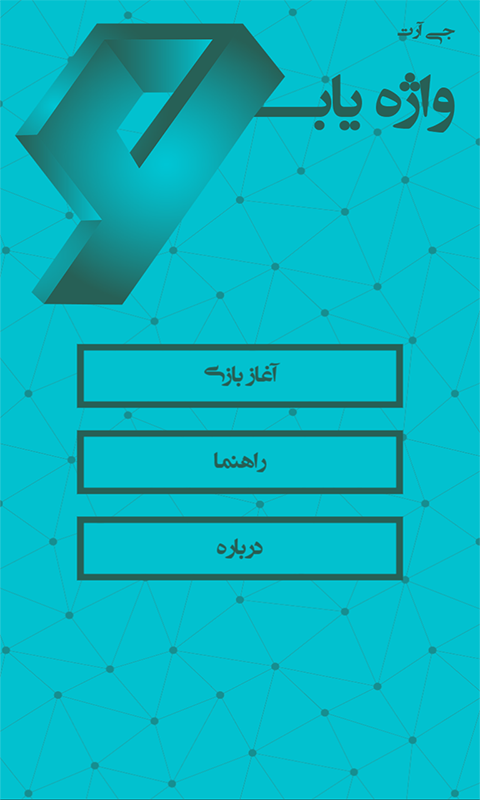 جی آرت
واژه یاب
آغاز بازی
راهنما
درباره